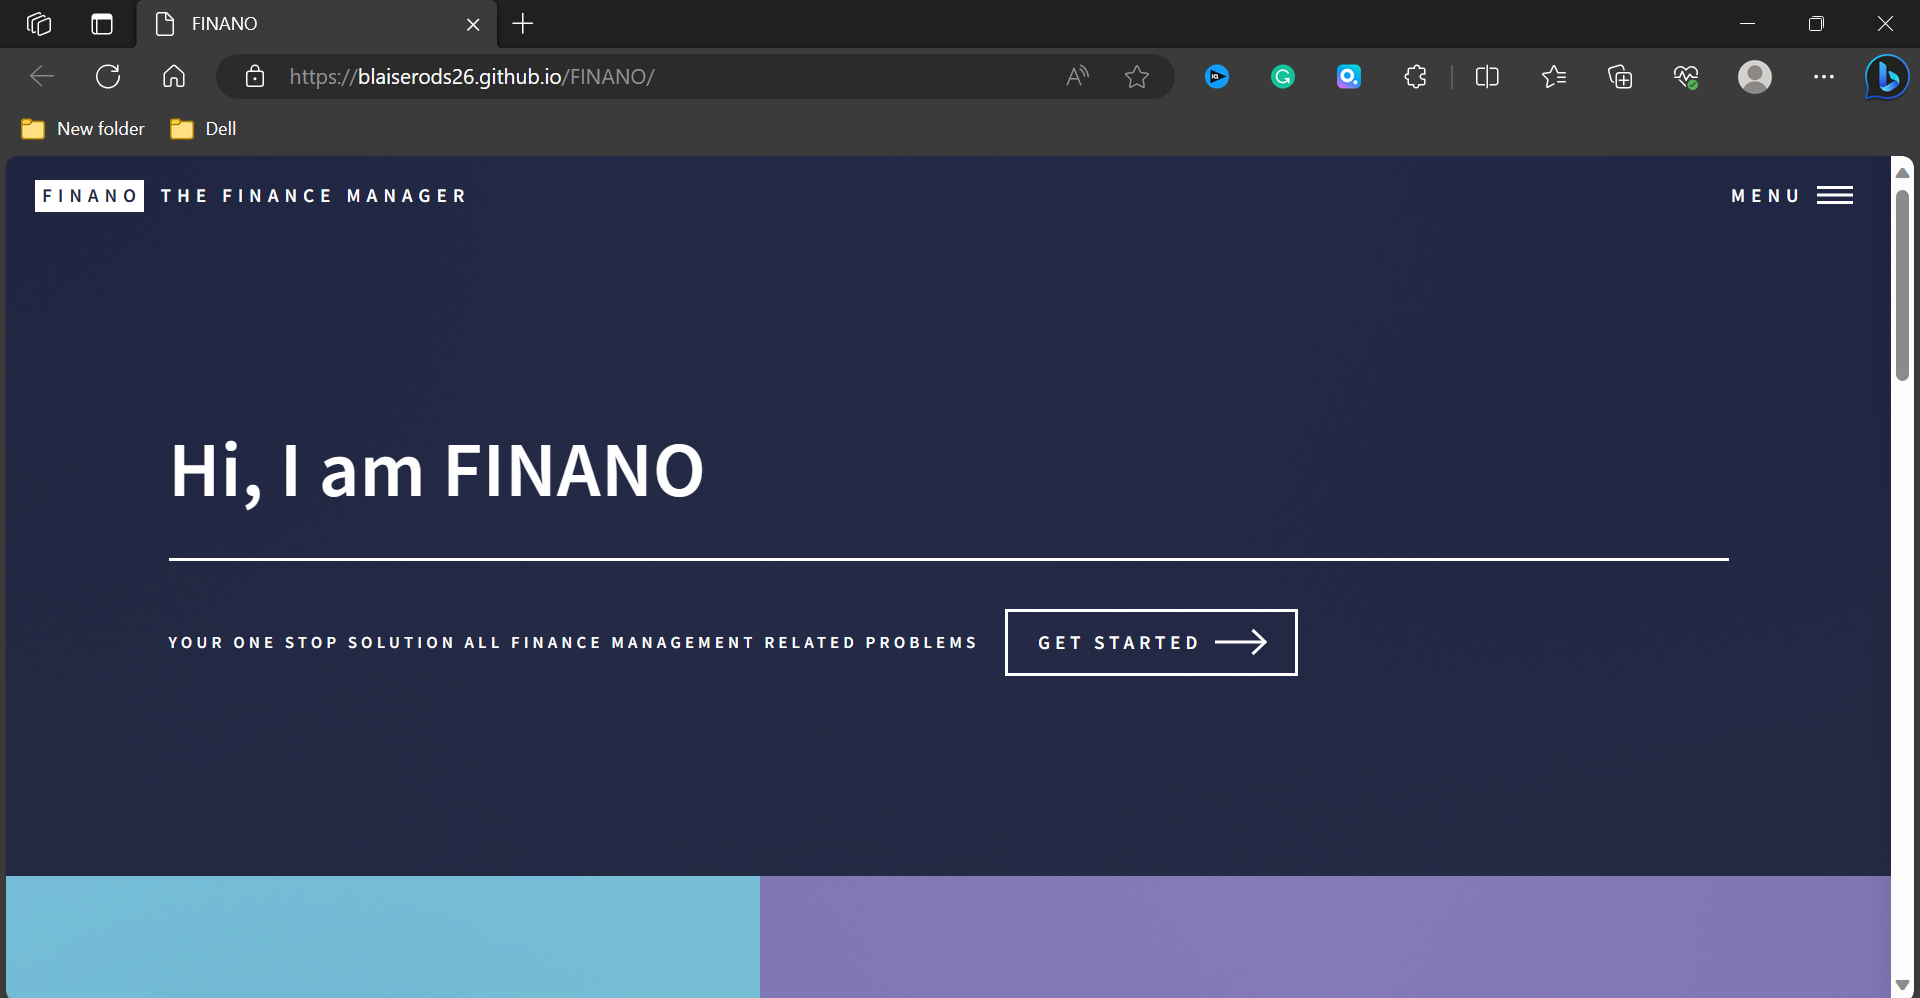 FINANO
https://blaiserods26.github.io/FINANO/
New folder Dell
FINANO THE FINANCE MANAGER
MENU
Hi, I am FINANO
YOUR ONE STOP SOLUTION ALL FINANCE MANAGEMENT RELATED PROBLEMS
GET STARTED